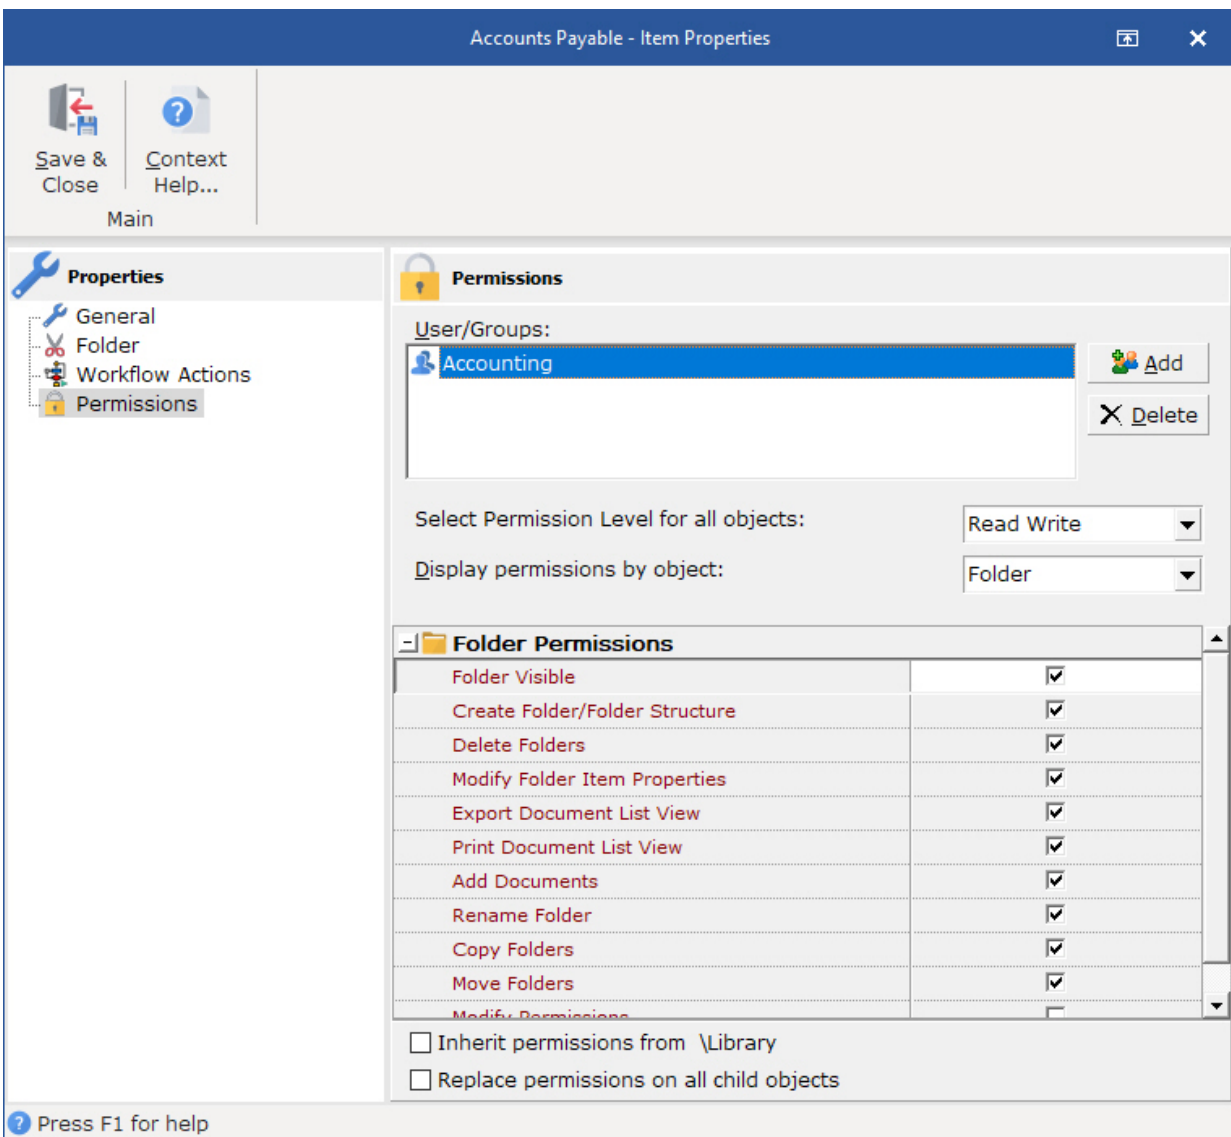 Accounts Payable - Item Properties
Save & Close
Context Help...
Main
Properties
General
Folder
Workflow Actions
Permissions
Permissions
User/Groups:
Accounting
Add
Delete
Select Permission Level for all objects:
Read Write
Display permissions by object:
Folder
Folder Permissions
Folder Visible
Create Folder/Folder Structure
Delete Folders
Modify Folder Item Properties
Export Document List View
Print Document List View
Add Documents
Rename Folder
Copy Folders
Move Folders
Modify Permissions
Inherit permissions from \Library
Replace permissions on all child objects
Press F1 for help